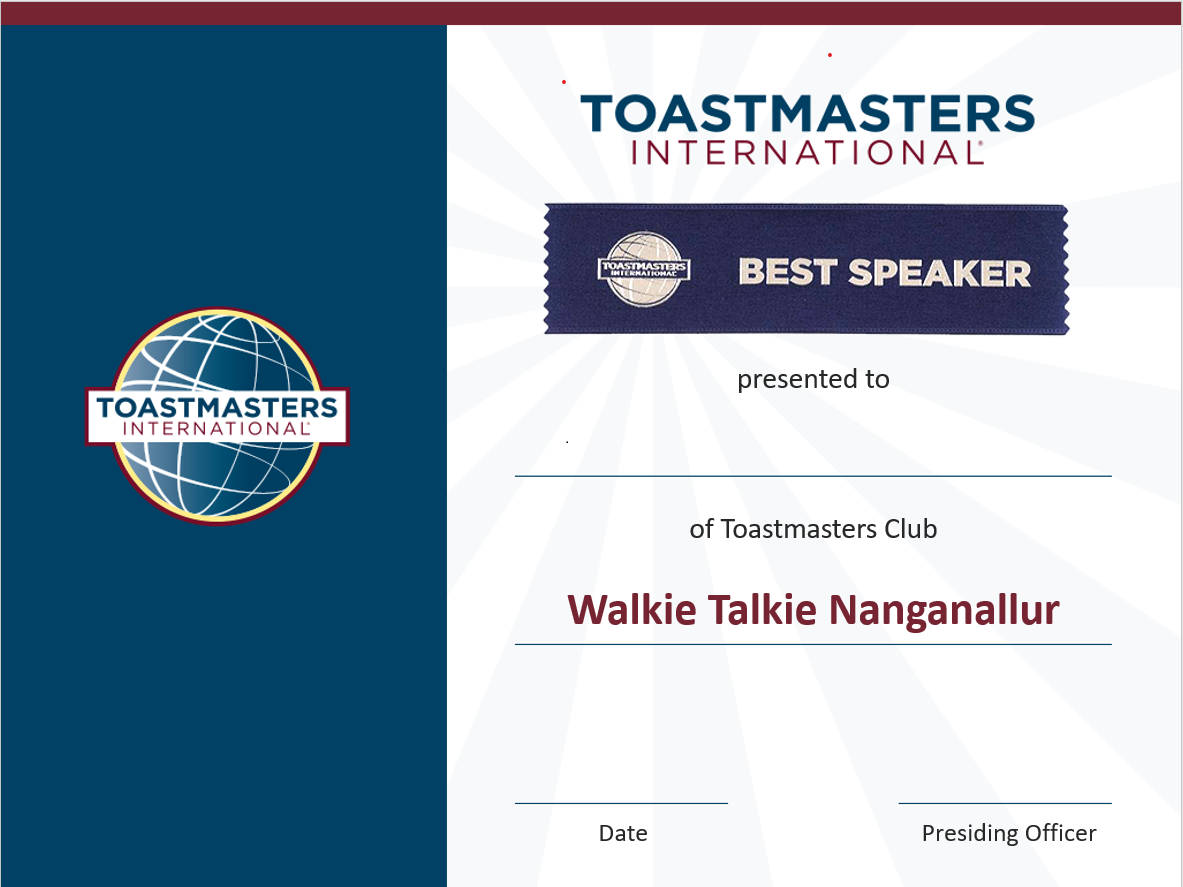 TOASTMASTERS
INTERNATIONAL
TOASTMASTERS
INTERNATIONAL®
TOASTMASTERS
INTERNATIONAL
BEST SPEAKER
presented to
.
of Toastmasters Club
Walkie Talkie Nanganallur
Date
Presiding Officer